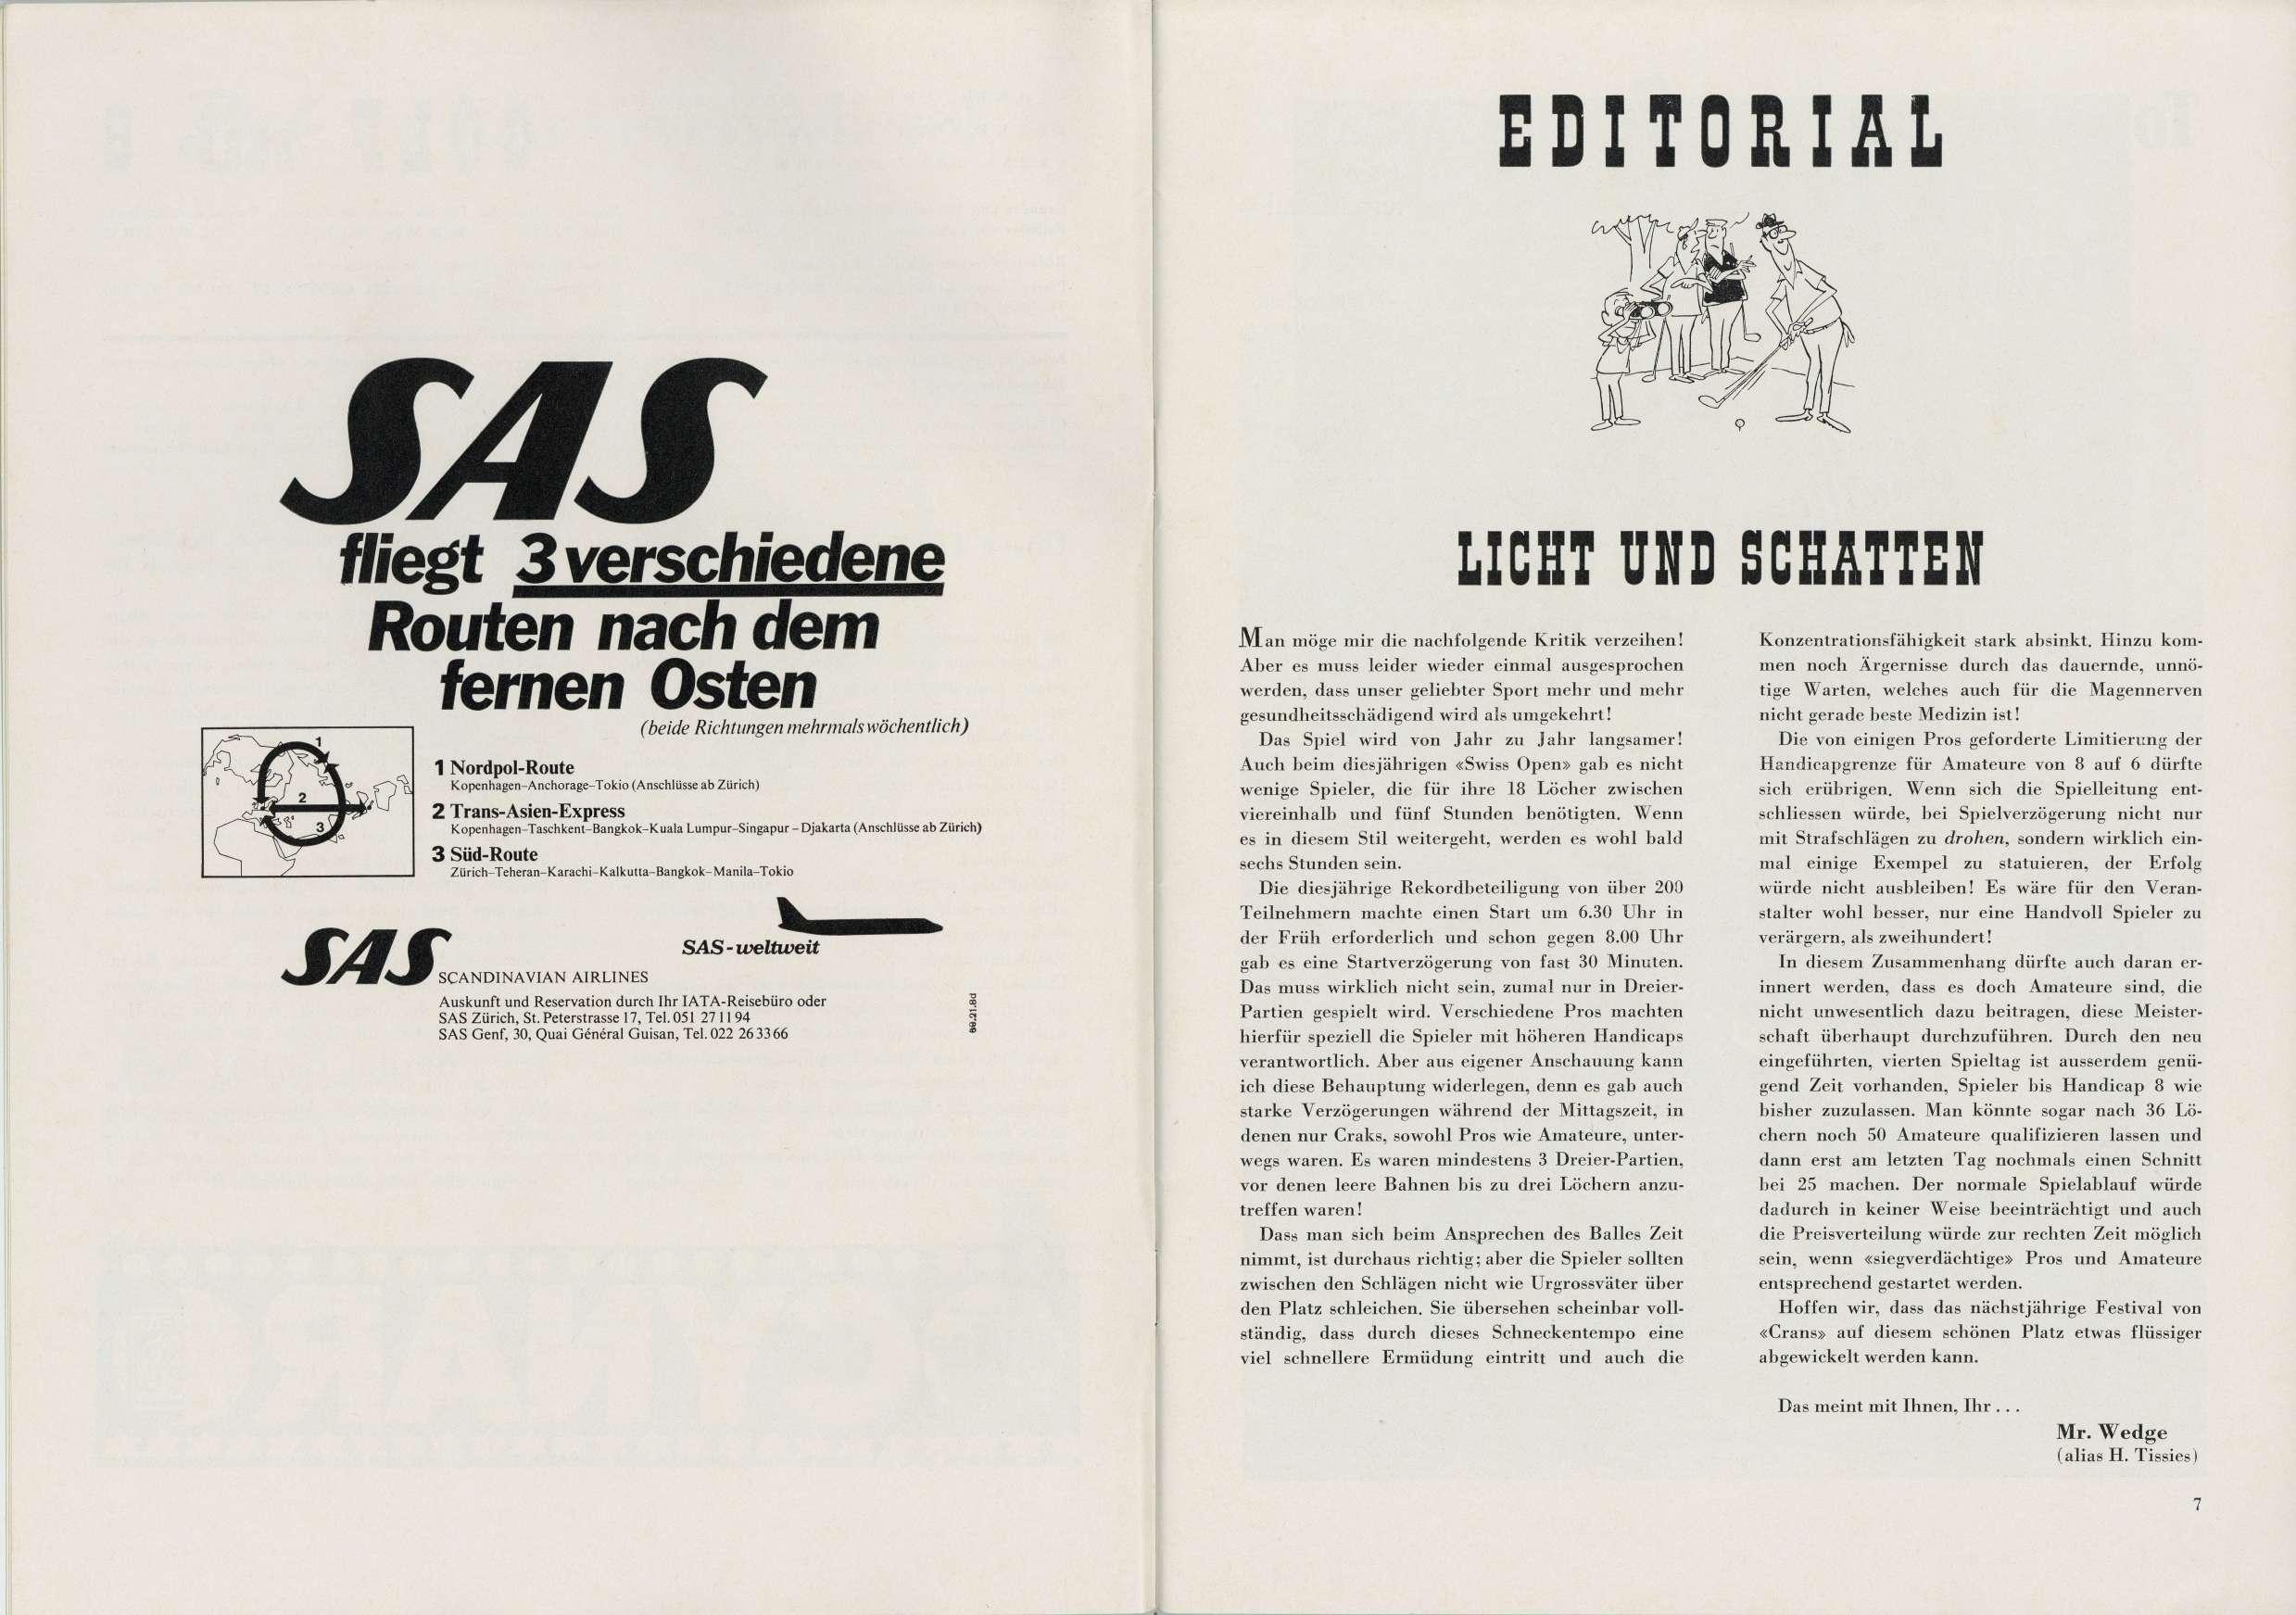 SAS
fliegt 3 verschiedene
Routen nach dem
fernen Osten
(beide Richtungen mehrmals wöchentlich)
1
2
3
1 Nordpol-Route
Kopenhagen–Anchorage–Tokio (Anschlüsse ab Zürich)
2 Trans-Asien-Express
Kopenhagen–Taschkent–Bangkok–Kuala Lumpur–Singapur – Djakarta (Anschlüsse ab Zürich)
3 Süd-Route
Zürich–Teheran–Karachi–Kalkutta–Bangkok–Manila–Tokio
SAS-weltweit
SAS SCANDINAVIAN AIRLINES
Auskunft und Reservation durch Ihr IATA-Reisebüro oder
SAS Zürich, St. Peterstrasse 17, Tel. 051 27 11 94
SAS Genf, 30, Quai Général Guisan, Tel. 022 26 33 66
EDITORIAL
LICHT UND SCHATTEN
Man möge mir die nachfolgende Kritik verzeihen!
Aber es muss leider wieder einmal ausgesprochen
werden, dass unser geliebter Sport mehr und mehr
gesundheitsschädigend wird als umgekehrt!
Das Spiel wird von Jahr zu Jahr langsamer!
Auch beim diesjährigen «Swiss Open» gab es nicht
wenige Spieler, die für ihre 18 Löcher zwischen
viereinhalb und fünf Stunden benötigten. Wenn
es in diesem Stil weitergeht, werden es wohl bald
sechs Stunden sein.
Die diesjährige Rekordbeteiligung von über 200
Teilnehmern machte einen Start um 6.30 Uhr in
der Früh erforderlich und schon gegen 8.00 Uhr
gab es eine Startverzögerung von fast 30 Minuten.
Das muss wirklich nicht sein, zumal nur in Dreier-
Partien gespielt wird. Verschiedene Pros machten
hierfür speziell die Spieler mit höheren Handicaps
verantwortlich. Aber aus eigener Anschauung kann
ich diese Behauptung widerlegen, denn es gab auch
starke Verzögerungen während der Mittagszeit, in
denen nur Craks, sowohl Pros wie Amateure, unter-
wegs waren. Es waren mindestens 3 Dreier-Partien,
vor denen leere Bahnen bis zu drei Löchern anzu-
treffen waren!
Dass man sich beim Ansprechen des Balles Zeit
nimmt, ist durchaus richtig; aber die Spieler sollten
zwischen den Schlägen nicht wie Urgrossväter über
den Platz schleichen. Sie übersehen scheinbar voll-
ständig, dass durch dieses Schneckentempo eine
viel schnellere Ermüdung eintritt und auch die
Konzentrationsfähigkeit stark absinkt. Hinzu kom-
men noch Ärgernisse durch das dauernde, unnö-
tige Warten, welches auch für die Magennerven
nicht gerade beste Medizin ist!
Die von einigen Pros geforderte Limitierung der
Handicapgrenze für Amateure von 8 auf 6 dürfte
sich erübrigen. Wenn sich die Spielleitung ent-
schliessen würde, bei Spielverzögerung nicht nur
mit Strafschlägen zu drohen, sondern wirklich ein-
mal einige Exempel zu statuieren, der Erfolg
würde nicht ausbleiben! Es wäre für den Veran-
stalter wohl besser, nur eine Handvoll Spieler zu
verärgern, als zweihundert!
In diesem Zusammenhang dürfte auch daran er-
innert werden, dass es doch Amateure sind, die
nicht unwesentlich dazu beitragen, diese Meister-
schaft überhaupt durchzuführen. Durch den neu
eingeführten, vierten Spieltag ist ausserdem genü-
gend Zeit vorhanden, Spieler bis Handicap 8 wie
bisher zuzulassen. Man könnte sogar nach 36 Lö-
chern noch 50 Amateure qualifizieren lassen und
dann erst am letzten Tag nochmals einen Schnitt
bei 25 machen. Der normale Spielablauf würde
dadurch in keiner Weise beeinträchtigt und auch
die Preisverteilung würde zur rechten Zeit möglich
sein, wenn «siegverdächtige» Pros und Amateure
entsprechend gestartet werden.
Hoffen wir, dass das nächstjährige Festival von
«Crans» auf diesem schönen Platz etwas flüssiger
abgewickelt werden kann.
Das meint mit Ihnen, Ihr . . .
Mr. Wedge
(alias H. Tissies)
7